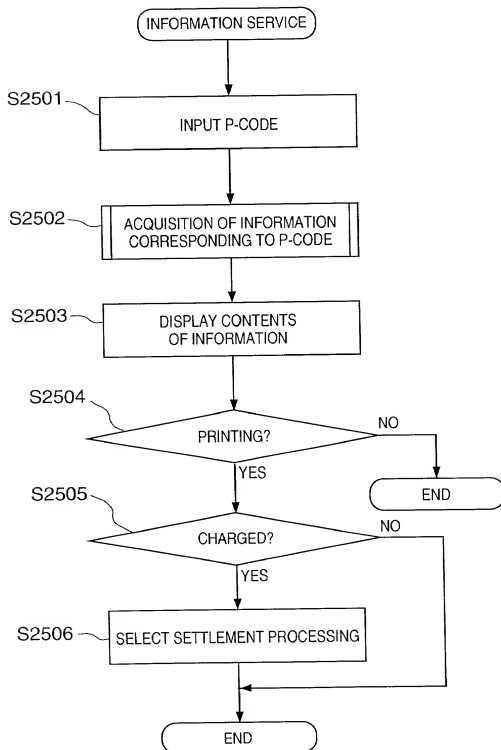 INFORMATION SERVICE
S2501
INPUT P-CODE
S2502
ACQUISITION OF INFORMATION
CORRESPONDING TO P-CODE
S2503
DISPLAY CONTENTS
OF INFORMATION
S2504
PRINTING?
NO
YES
END
S2505
CHARGED?
NO
YES
S2506
SELECT SETTLEMENT PROCESSING
END